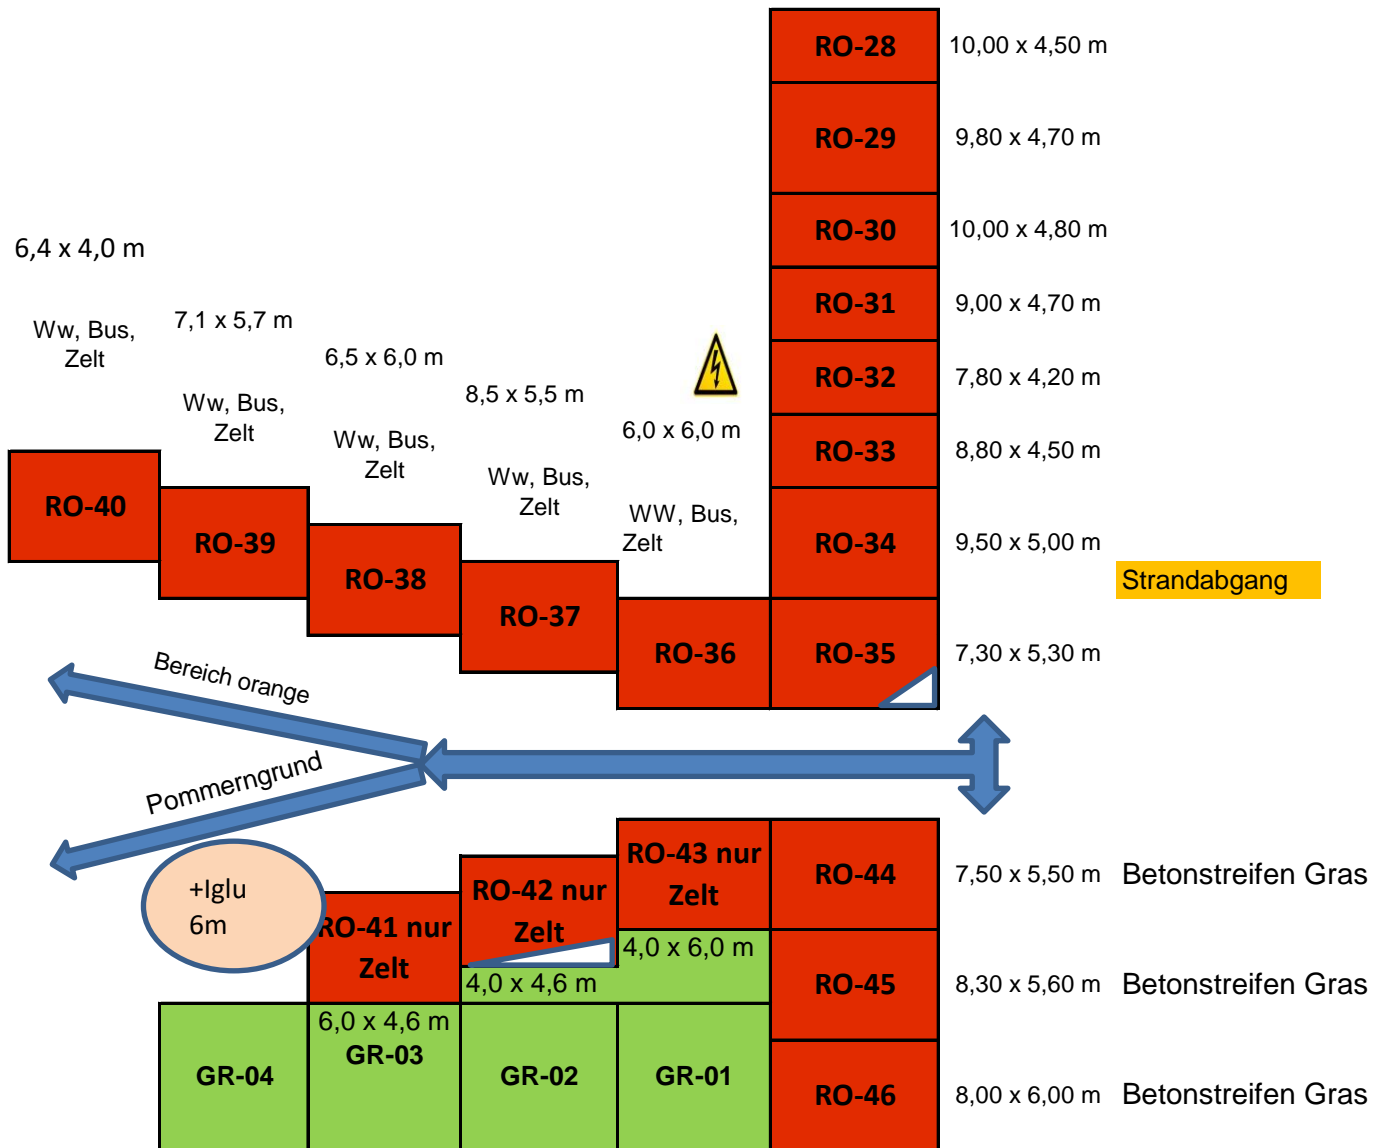 RO-28 10,00 x 4,50 m
RO-29 9,80 x 4,70 m
RO-30 10,00 x 4,80 m
6,4 x 4,0 m
RO-31 9,00 x 4,70 m
Ww, Bus,
Zelt
7,1 x 5,7 m
6,5 x 6,0 m
RO-32 7,80 x 4,20 m
8,5 x 5,5 m
Ww, Bus,
Zelt
6,0 x 6,0 m
Ww, Bus,
Zelt
RO-33 8,80 x 4,50 m
Ww, Bus,
Zelt
WW, Bus,
Zelt
RO-40
RO-39
RO-34 9,50 x 5,00 m
RO-38
Strandabgang
RO-37
RO-36
RO-35 7,30 x 5,30 m
Bereich orange
Pommerngrund
RO-43 nur
Zelt
RO-44 7,50 x 5,50 m Betonstreifen Gras
+Iglu
6m
RO-42 nur
Zelt
RO-41 nur
Zelt
4,0 x 6,0 m
4,0 x 4,6 m
RO-45 8,30 x 5,60 m Betonstreifen Gras
6,0 x 4,6 m
GR-03
GR-04
GR-02
GR-01
RO-46 8,00 x 6,00 m Betonstreifen Gras